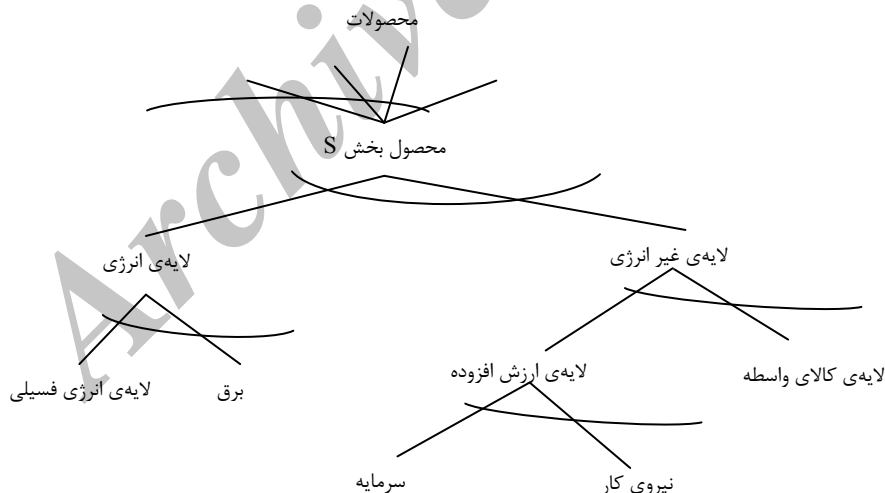 محصولات
محصول بخش S
لایه‌ی انرژی
لایه‌ی غیر انرژی
لایه‌ی انرژی فسیلی
برق
لایه‌ی ارزش افزوده
لایه‌ی کالای واسطه
سرمایه
نیروی کار
Archive